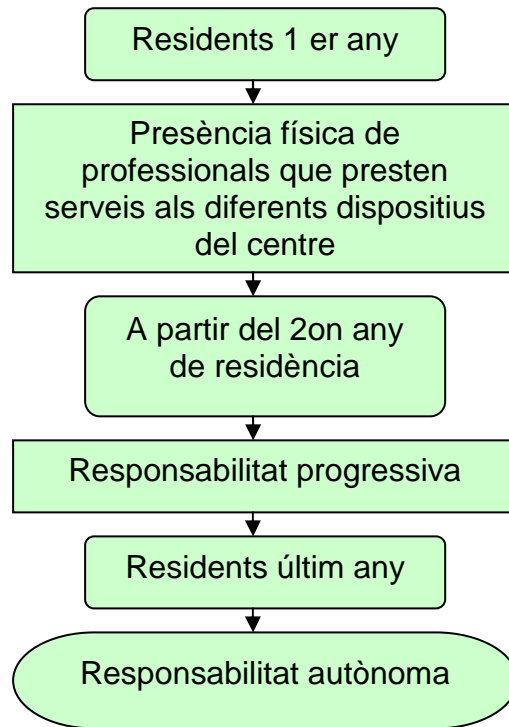 Residents 1 er any
Presència física de
professionals que presten
serveis als diferents dispositius
del centre
A partir del 2on any
de residència
Responsabilitat progressiva
Residents últim any
Responsabilitat autònoma